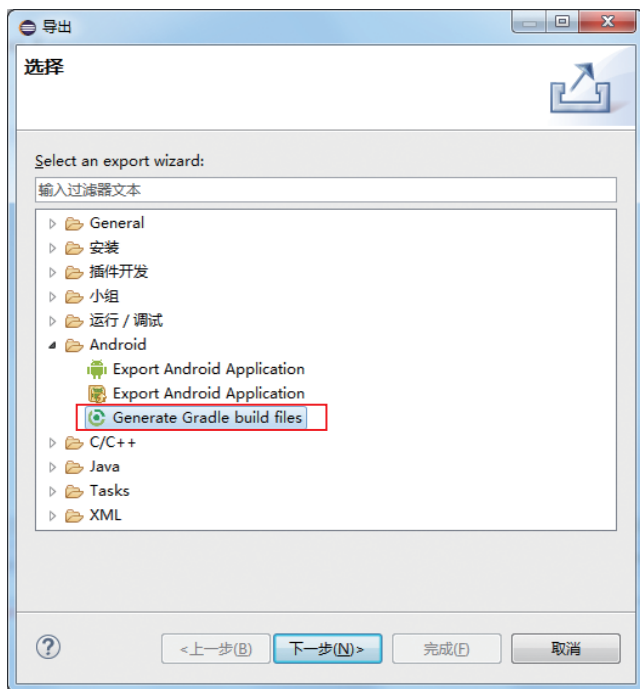 导出
选择
Select an export wizard:
输入过滤器文本
General
安装
插件开发
小组
运行 / 调试
Android
Export Android Application
Export Android Application
Generate Gradle build files
C/C++
Java
Tasks
XML
?
<上一步(B) 下一步(N)> 完成(F) 取消